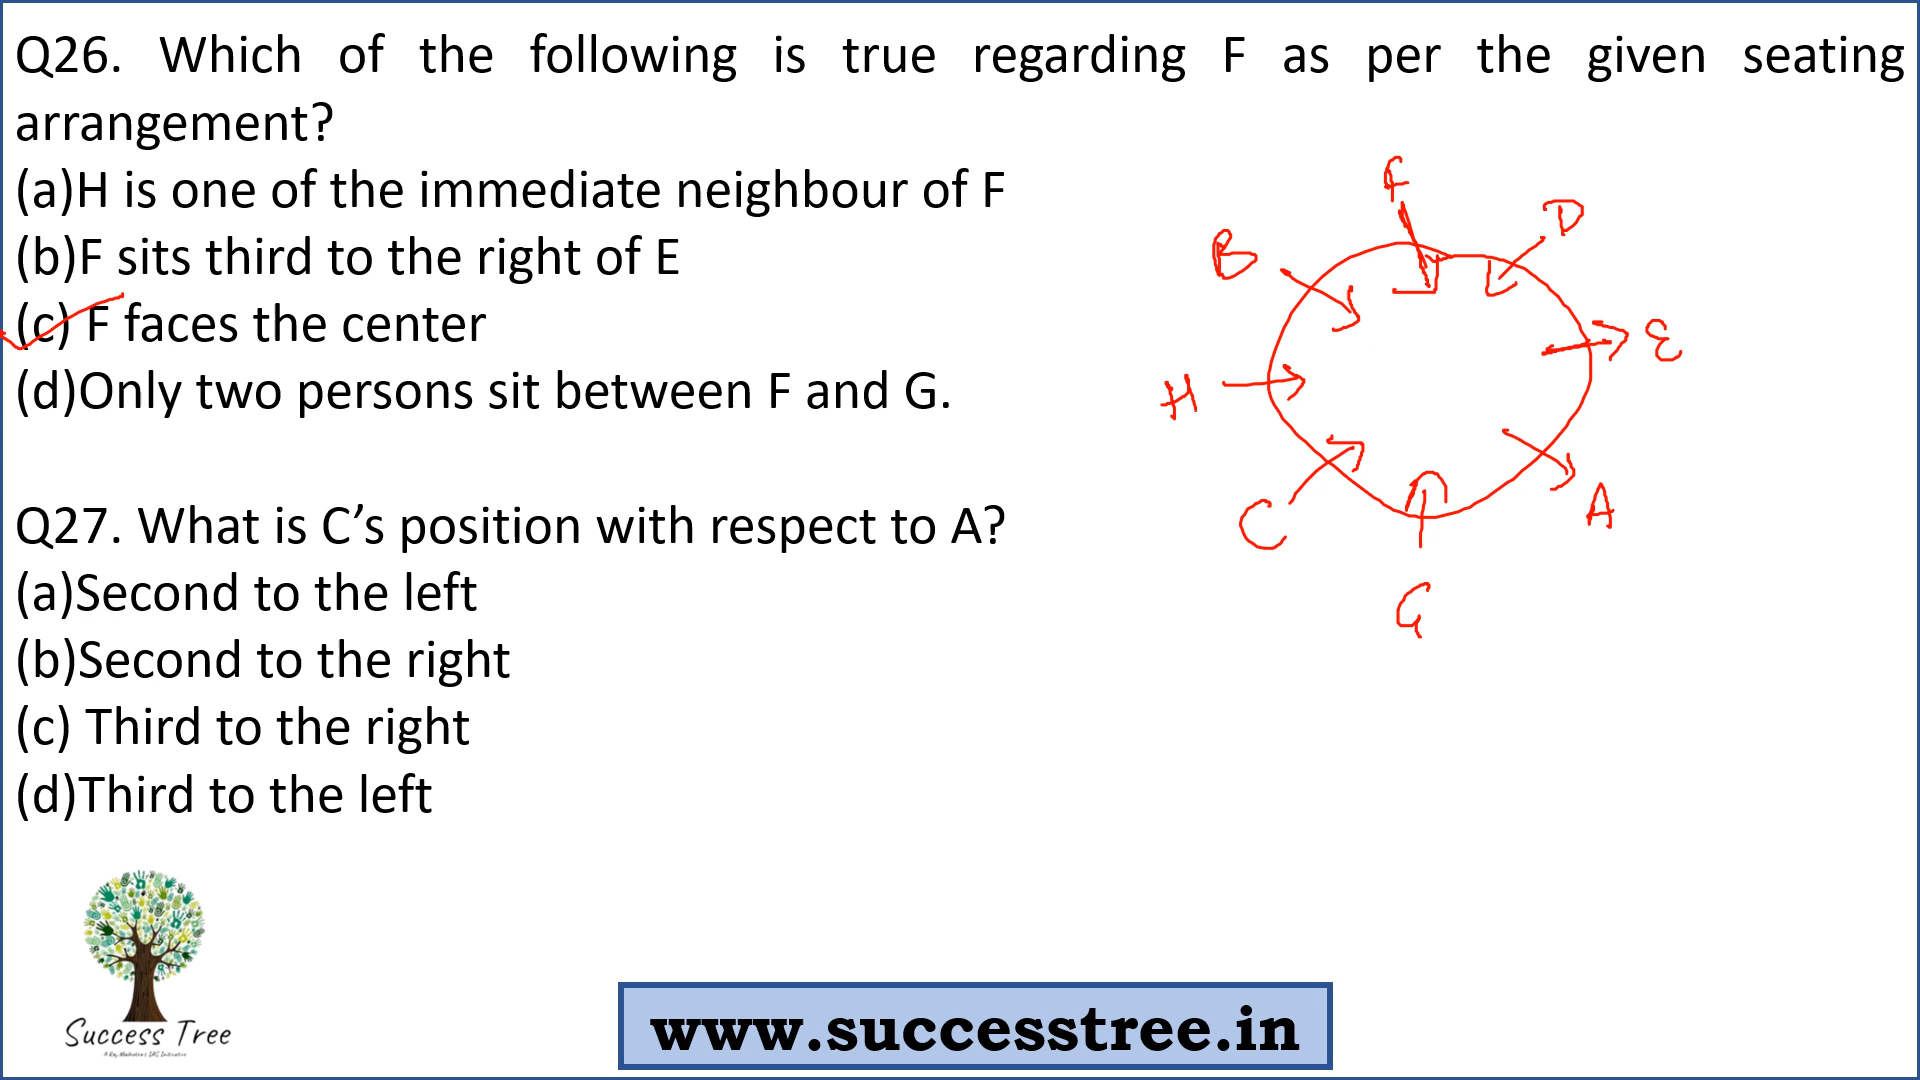 Q26. Which of the following is true regarding F as per the given seating
arrangement?
(a)H is one of the immediate neighbour of F
(b)F sits third to the right of E
(c) F faces the center
(d)Only two persons sit between F and G.
F
D
B
E
H
A
C
G
Q27. What is C’s position with respect to A?
(a)Second to the left
(b)Second to the right
(c) Third to the right
(d)Third to the left
Success Tree
www.successtree.in